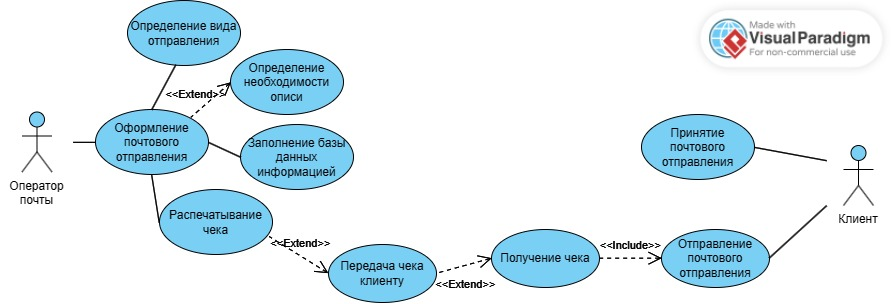 Определение вида
отправления
Made with
VisualParadigm
For non-commercial use
Определение
необходимости
описи
<<Extend>>
Оформление
почтового
отправления
Заполнение базы
данных
информацией
Принятие
почтового
отправления
Оператор
почты
Клиент
Распечатывание
чека
<<Extend>>
Передача чека
клиенту
<<Extend>>
Получение чека
<<Include>>
Отправление
почтового
отправления